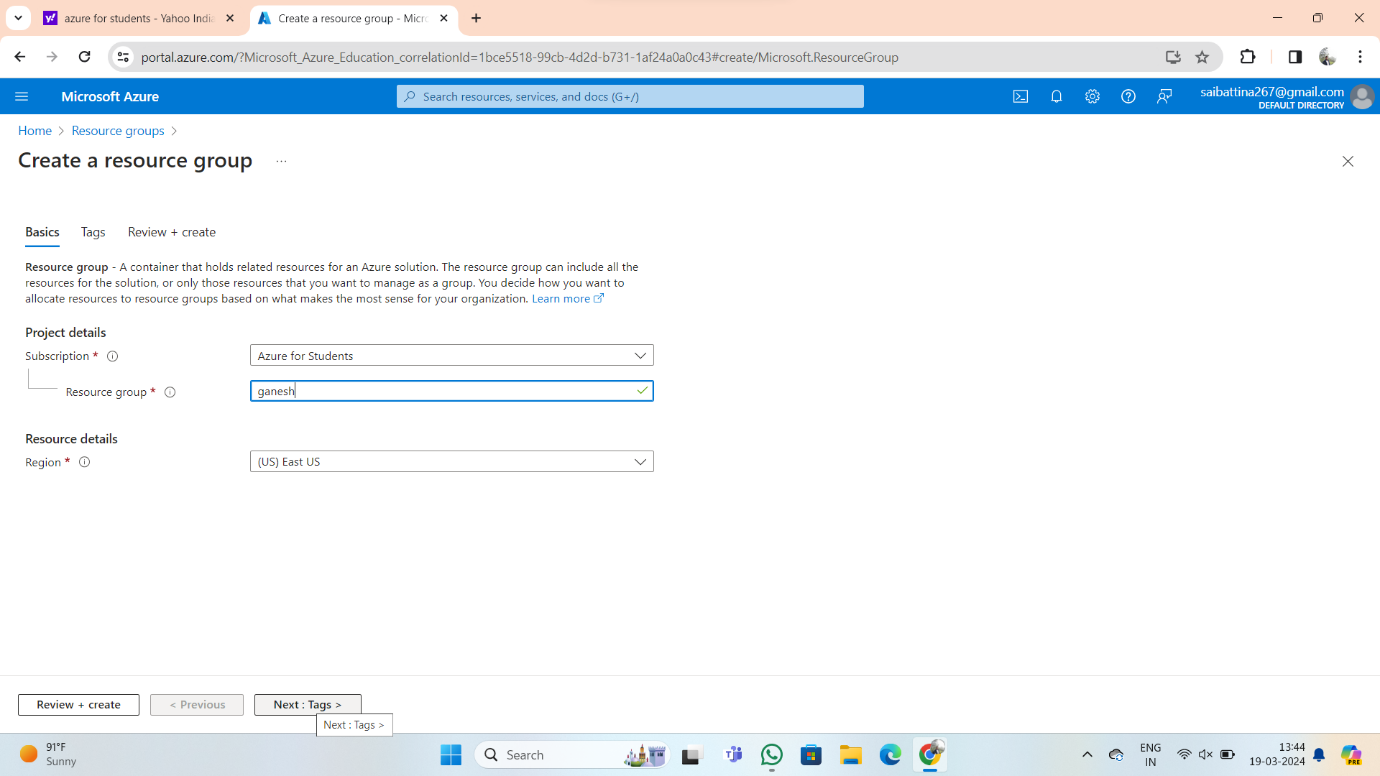 azure for students - Yahoo Indi
Create a resource group - Micro
portal.azure.com/?Microsoft_Azure_Education_correlationId=1bce5518-99cb-4d2d-b731-1af24a0a0c43#create/Microsoft.ResourceGroup
Microsoft Azure
Search resources, services, and docs (G+/)
saibattina267@gmail.com
DEFAULT DIRECTORY
Home > Resource groups >
Create a resource group ...
Basics Tags Review + create
Resource group - A container that holds related resources for an Azure solution. The resource group can include all the
resources for the solution, or only those resources that you want to manage as a group. You decide how you want to
allocate resources to resource groups based on what makes the most sense for your organization. Learn more
Project details
Subscription * Azure for Students
Resource group * ganesh
Resource details
Region * (US) East US
Review + create < Previous Next : Tags >
Next : Tags >
91°F
Sunny
Search
ENG
IN
13:44
19-03-2024
PRE